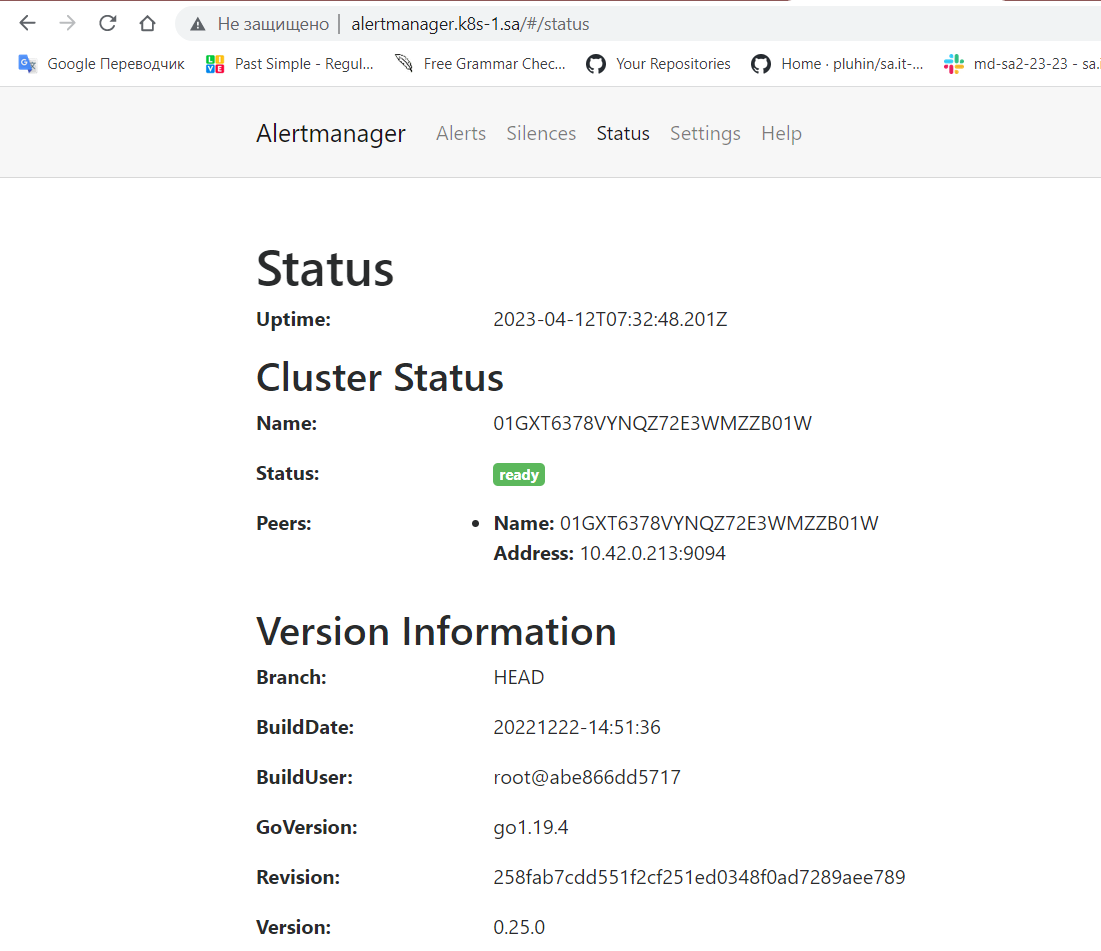 Не защищено | alertmanager.k8s-1.sa/#/status
Google Переводчик LIVE Past Simple - Regul... Free Grammar Chec... Your Repositories Home · pluhin/sa.it-... md-sa2-23-23 - sa.i
Alertmanager Alerts Silences Status Settings Help
Status
Uptime: 2023-04-12T07:32:48.201Z
Cluster Status
Name: 01GXT6378VYNQZ72E3WMZZB01W
Status: ready
Peers: • Name: 01GXT6378VYNQZ72E3WMZZB01W
Address: 10.42.0.213:9094
Version Information
Branch: HEAD
BuildDate: 20221222-14:51:36
BuildUser: root@abe866dd5717
GoVersion: go1.19.4
Revision: 258fab7cdd551f2cf251ed0348f0ad7289aee789
Version: 0.25.0